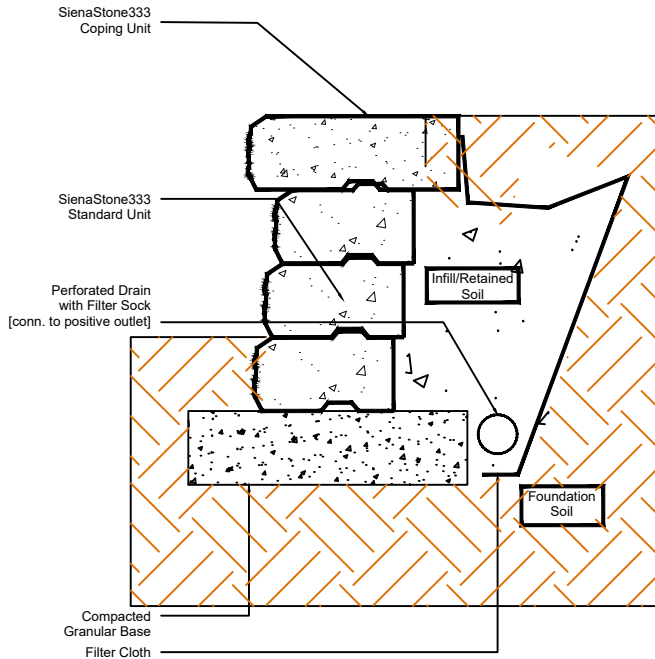 SienaStone333
Coping Unit
SienaStone333
Standard Unit
Infill/Retained
Soil
Perforated Drain
with Filter Sock
[conn. to positive outlet]
Foundation
Soil
Compacted
Granular Base
Filter Cloth